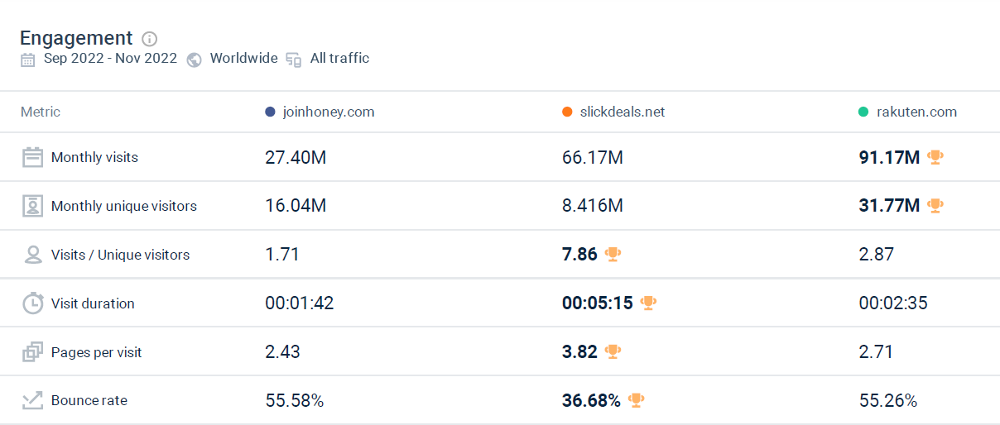 Engagement
Sep 2022 - Nov 2022 Worldwide All traffic
Metric joinhoney.com slickdeals.net rakuten.com
Monthly visits 27.40M 66.17M 91.17M
Monthly unique visitors 16.04M 8.416M 31.77M
Visits / Unique visitors 1.71 7.86 2.87
Visit duration 00:01:42 00:05:15 00:02:35
Pages per visit 2.43 3.82 2.71
Bounce rate 55.58% 36.68% 55.26%